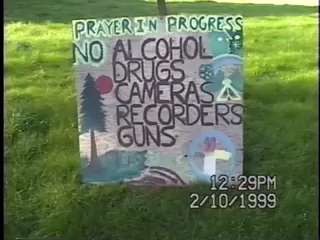 PRAYER IN PROGRESS
NO ALCOHOL
DRUGS
CAMERAS
RECORDERS
GUNS
12:29PM
2/10/1999